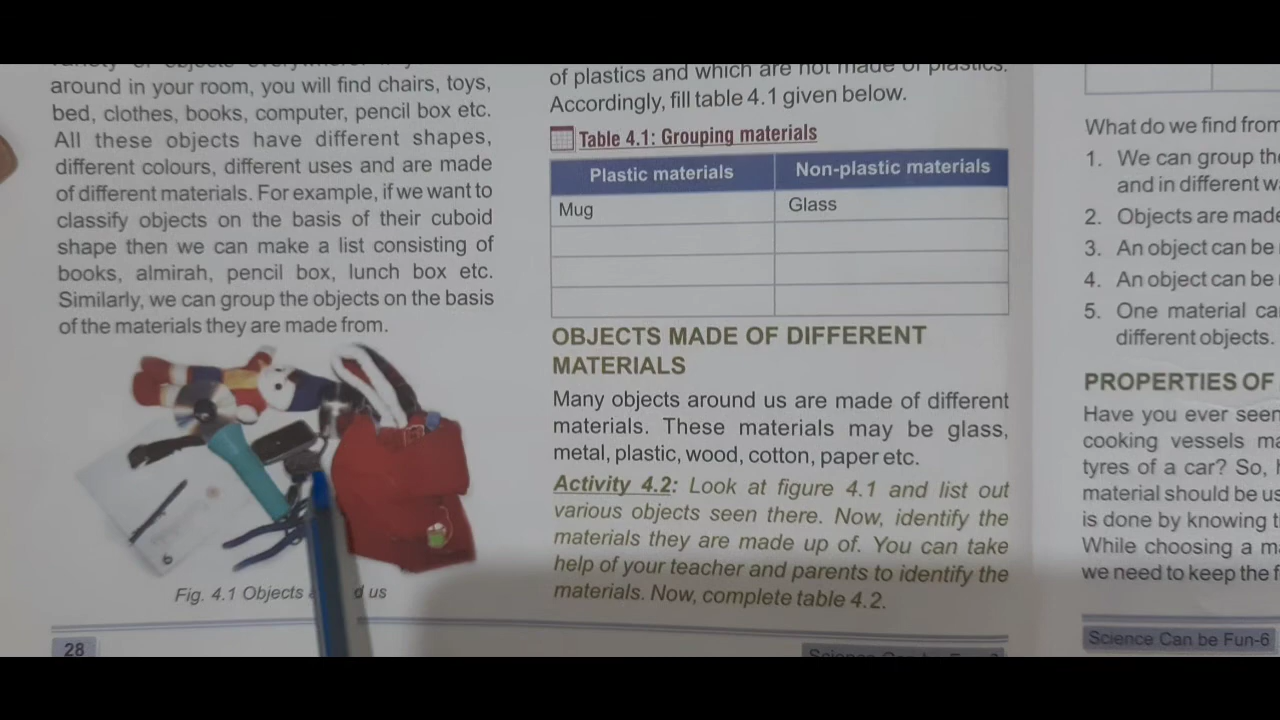 around in your room, you will find chairs, toys,
bed, clothes, books, computer, pencil box etc.
All these objects have different shapes,
different colours, different uses and are made
of different materials. For example, if we want to
classify objects on the basis of their cuboid
shape then we can make a list consisting of
books, almirah, pencil box, lunch box etc.
Similarly, we can group the objects on the basis
of the materials they are made from.
Fig. 4.1 Objects us
28
of plastics and which are not made of plastics.
Accordingly, fill table 4.1 given below.
Table 4.1: Grouping materials
Plastic materials Non-plastic materials
Mug Glass
OBJECTS MADE OF DIFFERENT
MATERIALS
Many objects around us are made of different
materials. These materials may be glass,
metal, plastic, wood, cotton, paper etc.
Activity 4.2: Look at figure 4.1 and list out
various objects seen there. Now, identify the
materials they are made up of. You can take
help of your teacher and parents to identify the
materials. Now, complete table 4.2.
What do we find from
1. We can group the
and in different w
2. Objects are made
3. An object can be
4. An object can be
5. One material ca
different objects.
PROPERTIES OF
Have you ever seen
cooking vessels ma
tyres of a car? So, h
material should be us
is done by knowing t
While choosing a ma
we need to keep the f
Science Can be Fun-6